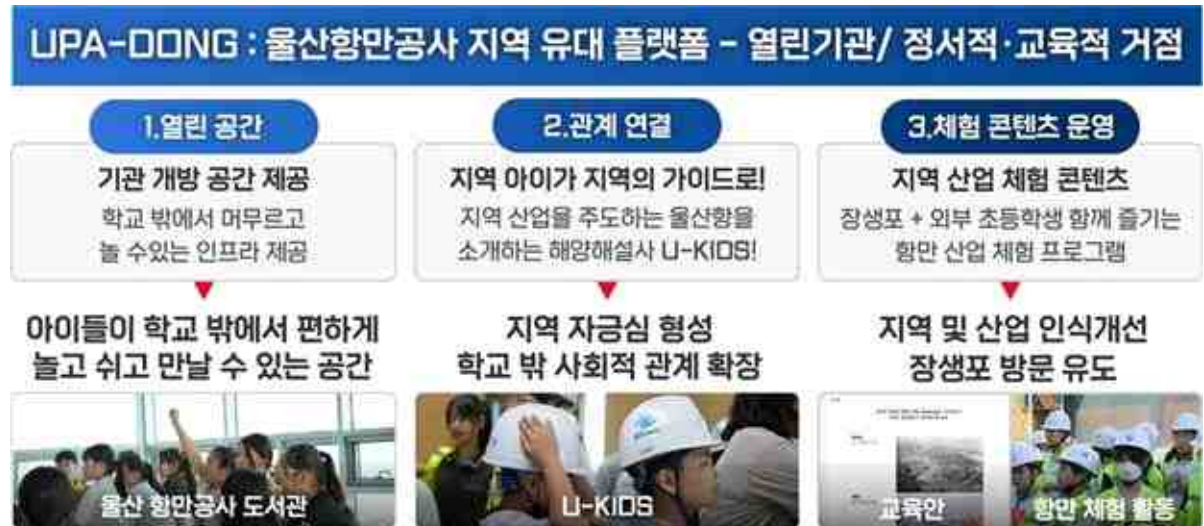 UPA-DONG : 울산항만공사 지역 유대 플랫폼 - 열린기관/ 정서적·교육적 거점
1.열린 공간
기관 개방 공간 제공
학교 밖에서 머무르고
놀 수있는 인프라 제공
아이들이 학교 밖에서 편하게
놀고 쉬고 만날 수 있는 공간
울산 항만공사 도서관
2.관계 연결
지역 아이가 지역의 가이드로!
지역 산업을 주도하는 울산항을
소개하는 해양해설사 U-KIDS!
지역 자긍심 형성
학교 밖 사회적 관계 확장
U-KIDS
3.체험 콘텐츠 운영
지역 산업 체험 콘텐츠
장생포 + 외부 초등학생 함께 즐기는
항만 산업 체험 프로그램
지역 및 산업 인식개선
장생포 방문 유도
교육안
항만 체험 활동